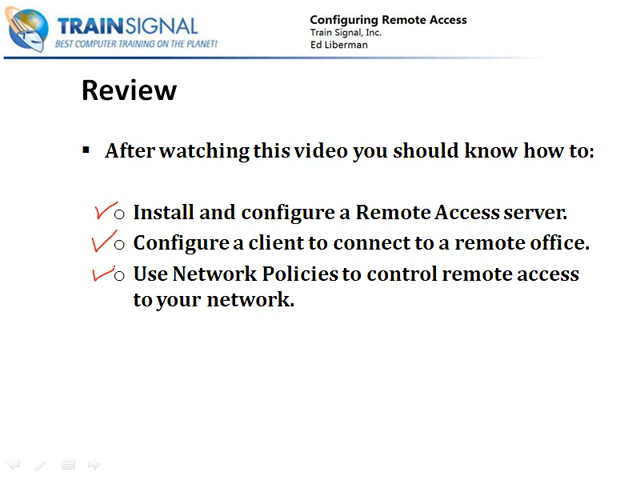 TRAINSIGNAL
BEST COMPUTER TRAINING ON THE PLANET!
Configuring Remote Access
Train Signal, Inc.
Ed Liberman
Review
▪ After watching this video you should know how to:
o Install and configure a Remote Access server.
o Configure a client to connect to a remote office.
o Use Network Policies to control remote access
to your network.